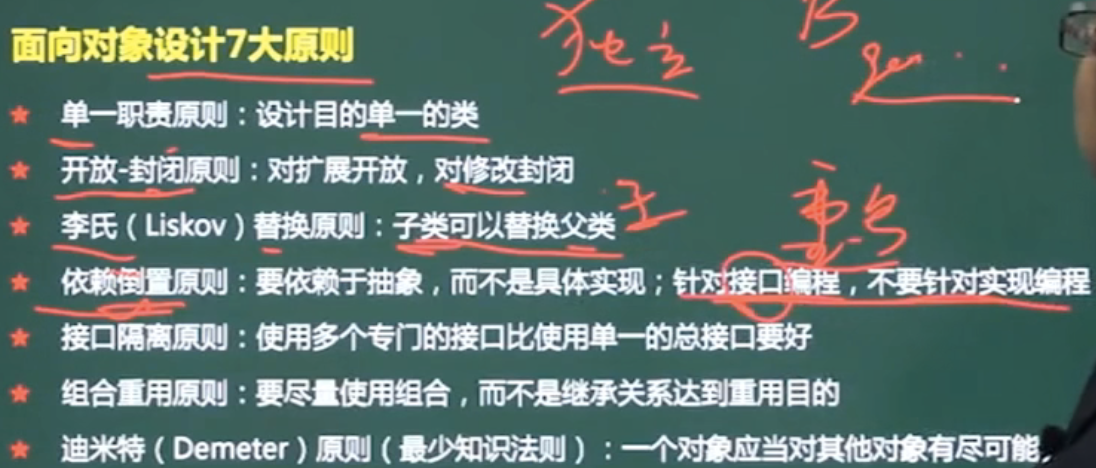 面向对象设计7大原则
独立
B
★ 单一职责原则：设计目的单一的类
★ 开放-封闭原则：对扩展开放，对修改封闭
★ 李氏（Liskov）替换原则：子类可以替换父类
★ 依赖倒置原则：要依赖于抽象，而不是具体实现；针对接口编程，不要针对实现编程
★ 接口隔离原则：使用多个专门的接口比使用单一的总接口要好
★ 组合重用原则：要尽量使用组合，而不是继承关系达到重用目的
★ 迪米特（Demeter）原则（最少知识法则）：一个对象应当对其他对象有尽可能